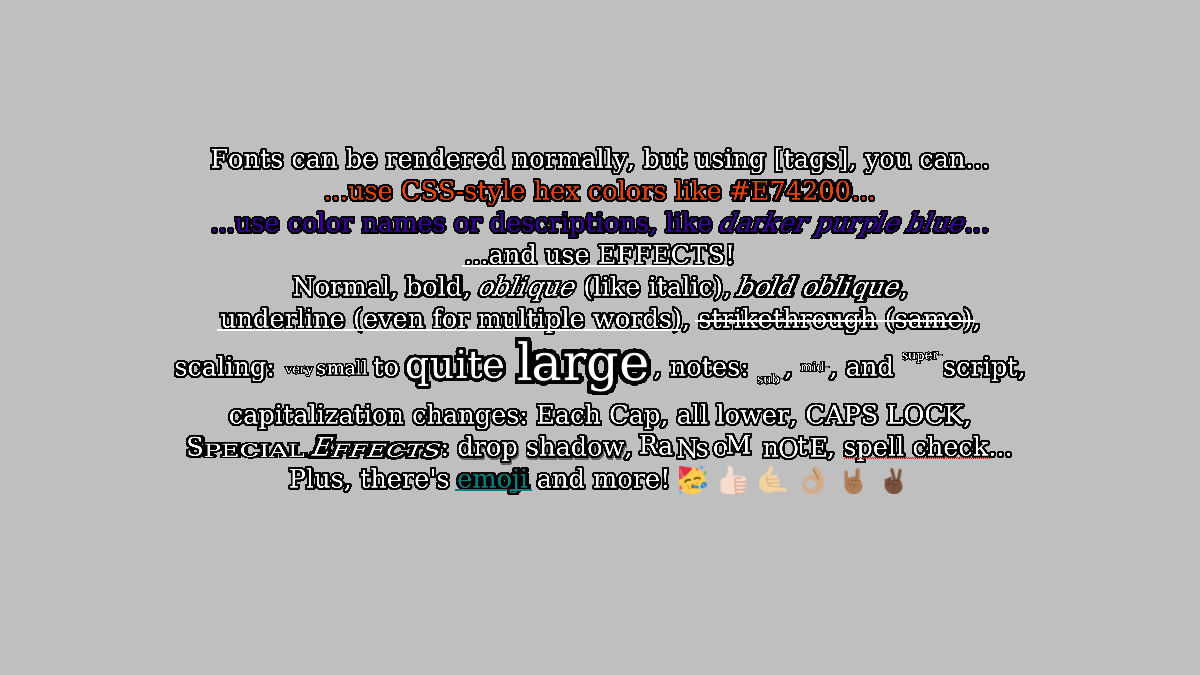 Fonts can be rendered normally, but using [tags], you can...
...use CSS-style hex colors like #E74200...
...use color names or descriptions, like darker purple blue...
...and use EFFECTS!
Normal, bold, oblique (like italic), bold oblique,
underline (even for multiple words), strikethrough (same),
scaling: very small to quite large, notes: sub, mid, and super script,
capitalization changes: Each Cap, all lower, CAPS LOCK,
SPECIAL EFFECTS: drop shadow, RaNsoM nOtE, spell check...
Plus, there's emoji and more! 🥳 👍🏻 🤙🏼 👌🏽 🤘🏾 ✌🏿